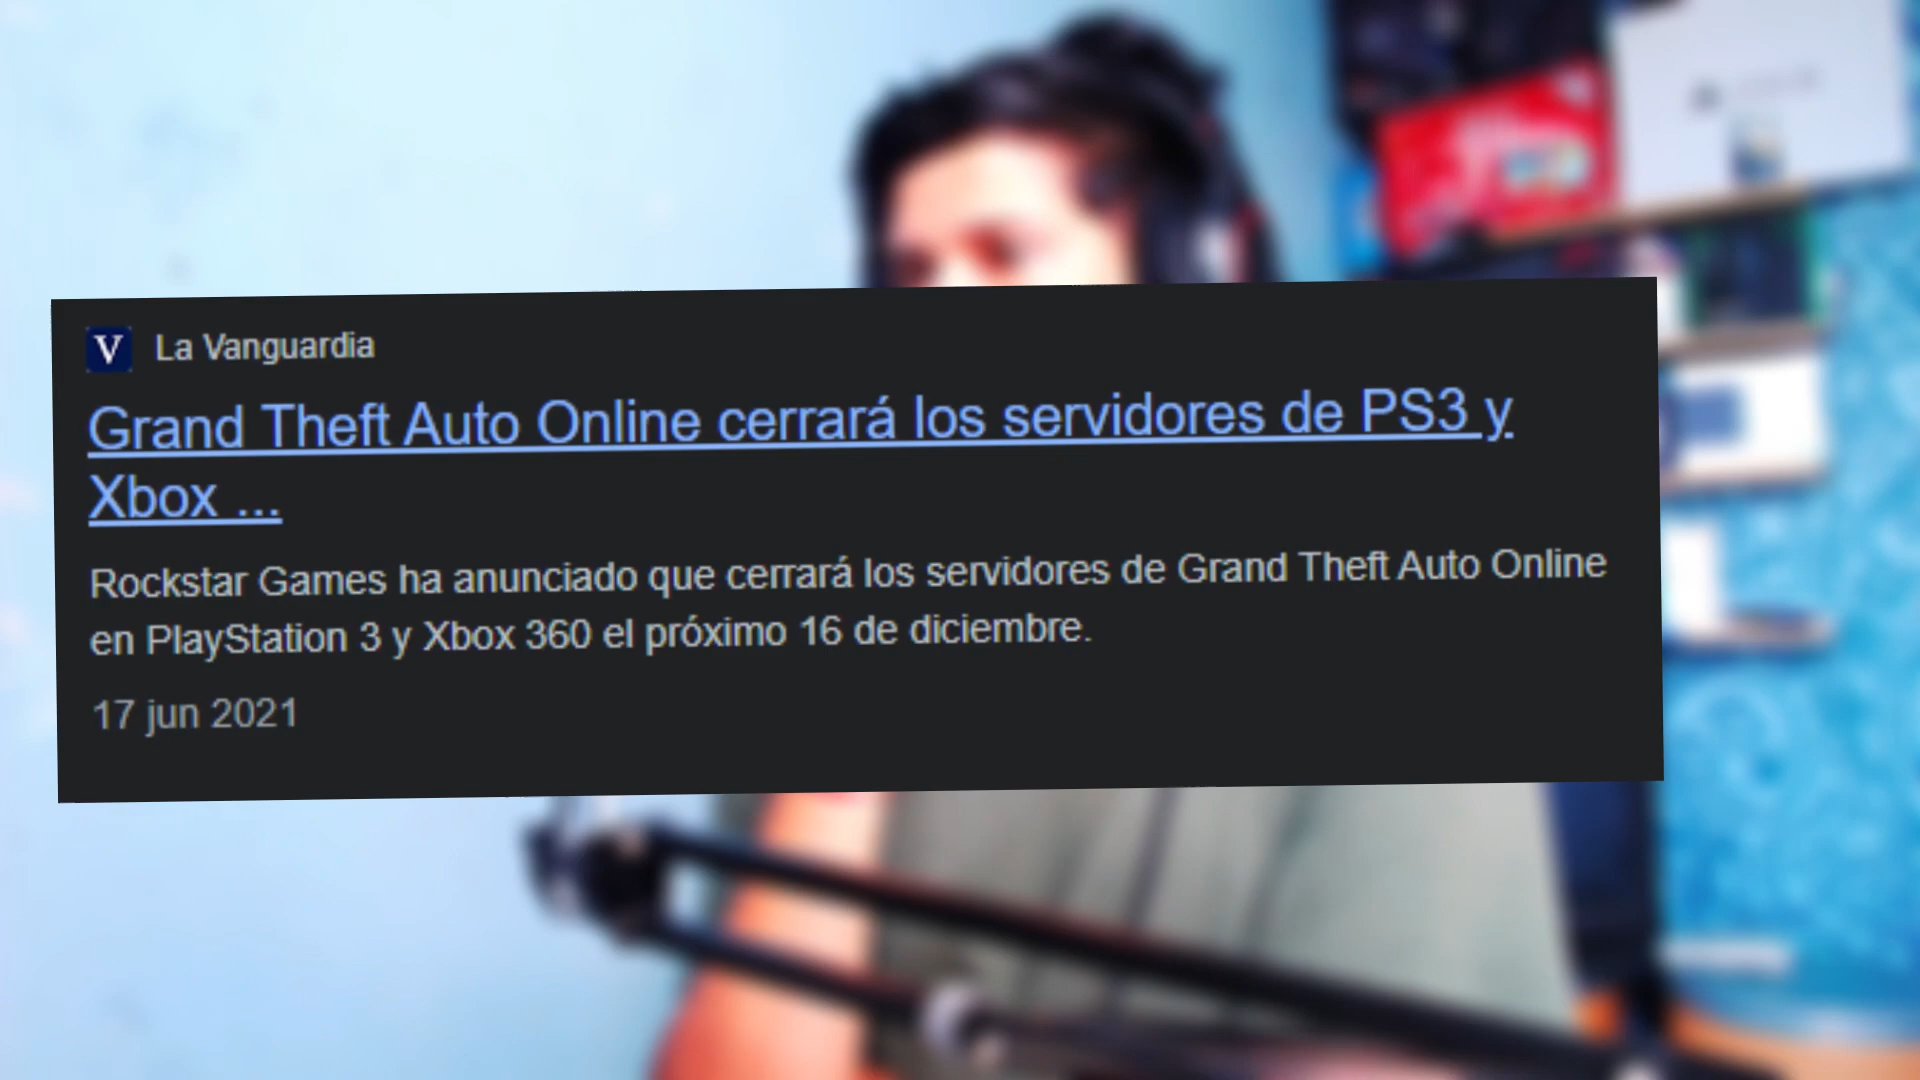 V La Vanguardia
Grand Theft Auto Online cerrará los servidores de PS3 y
Xbox ...
Rockstar Games ha anunciado que cerrará los servidores de Grand Theft Auto Online
en PlayStation 3 y Xbox 360 el próximo 16 de diciembre.
17 jun 2021